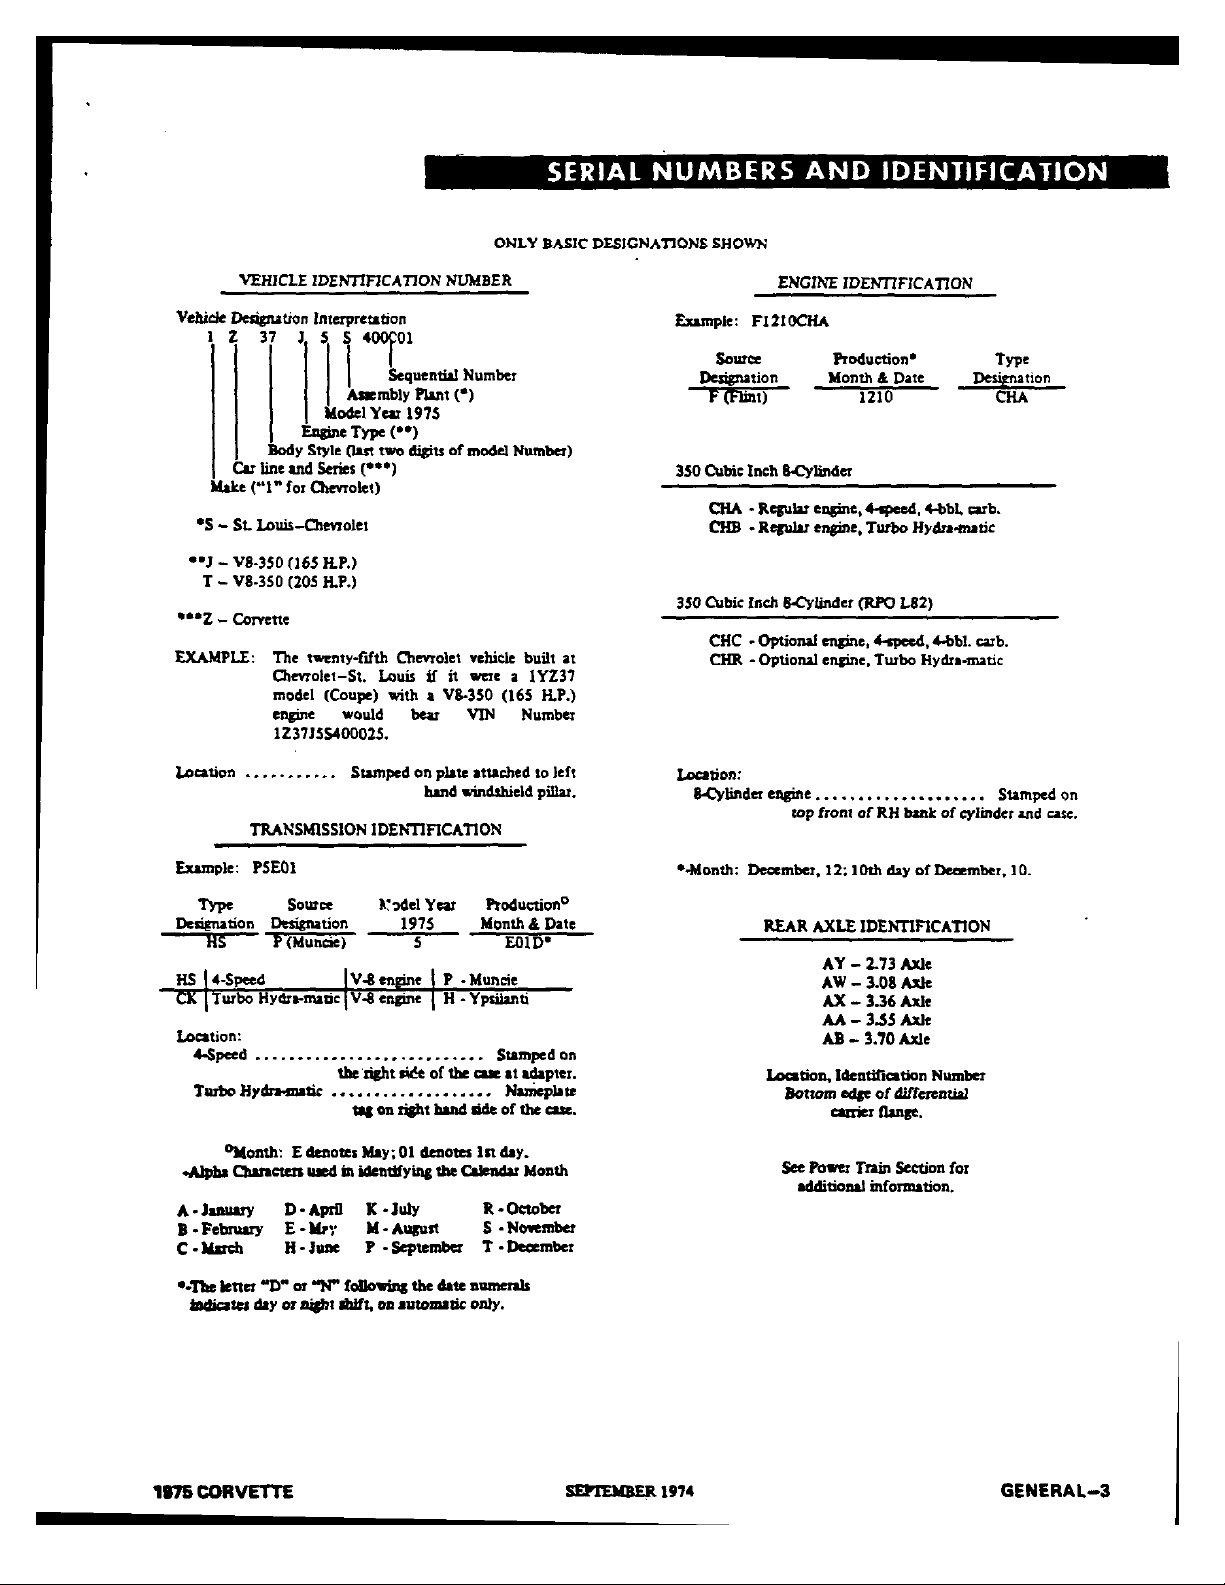 SERIAL NUMBERS AND IDENTIFICATION
ONLY BASIC DESIGNATIONS SHOWN
VEHICLE IDENTIFICATION NUMBER
Vehicle Designation Interpretation
1 Z 37 J 5 S 400001
Sequential Number
Assembly Plant (*)
Model Year 1975
Engine Type (**)
Body Style (last two digits of model Number)
Car line and Series (***)
Make ("1" for Chevrolet)
*S – St. Louis–Chevrolet
**J – V8-350 (165 H.P.)
T – V8-350 (205 H.P.)
***Z – Corvette
EXAMPLE: The twenty-fifth Chevrolet vehicle built at
Chevrolet–St. Louis if it were a 1YZ37
model (Coupe) with a V8-350 (165 H.P.)
engine would bear VIN Number
1Z37J5S400025.
Location ........... Stamped on plate attached to left
hand windshield pillar.
TRANSMISSION IDENTIFICATION
Example: P5E01
Type Source Model Year Production°
Designation Designation 1975 Month & Date
HS P (Muncie) 5 E01D*
HS 4-Speed V-8 engine P - Muncie
CK Turbo Hydra-matic V-8 engine H - Ypsilanti
Location:
4-Speed ........................... Stamped on
the right side of the case at adapter.
Turbo Hydra-matic ................... Nameplate
tag on right hand side of the case.
°Month: E denotes May; 01 denotes 1st day.
-Alpha Characters used in identifying the Calendar Month
A - January D - April K - July R - October
B - February E - May M - August S - November
C - March H - June P - September T - December
*-The letter "D" or "N" following the date numerals
indicates day or night shift, on automatic only.
ENGINE IDENTIFICATION
Example: F1210CHA
Source Production* Type
Designation Month & Date Designation
F (Flint) 1210 CHA
350 Cubic Inch 8-Cylinder
CHA - Regular engine, 4-speed, 4-bbl. carb.
CHB - Regular engine, Turbo Hydra-matic
350 Cubic Inch 8-Cylinder (RPO L82)
CHC - Optional engine, 4-speed, 4-bbl. carb.
CHR - Optional engine, Turbo Hydra-matic
Location:
8-Cylinder engine .................... Stamped on
top front of RH bank of cylinder and case.
*-Month: December, 12; 10th day of December, 10.
REAR AXLE IDENTIFICATION
AY – 2.73 Axle
AW – 3.08 Axle
AX – 3.36 Axle
AA – 3.55 Axle
AB – 3.70 Axle
Location, Identification Number
Bottom edge of differential
carrier flange.
See Power Train Section for
additional information.
1975 CORVETTE SEPTEMBER 1974 GENERAL–3